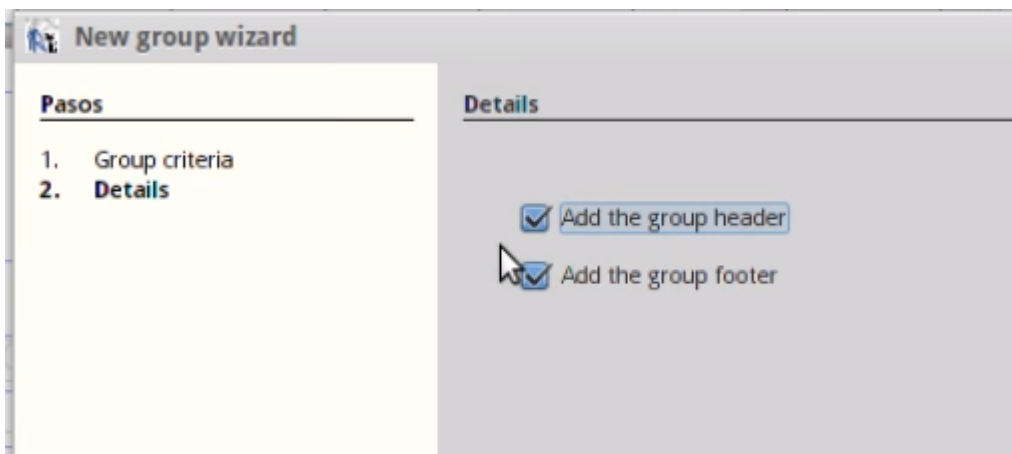 New group wizard
Pasos
1. Group criteria
2. Details
Details
Add the group header
Add the group footer